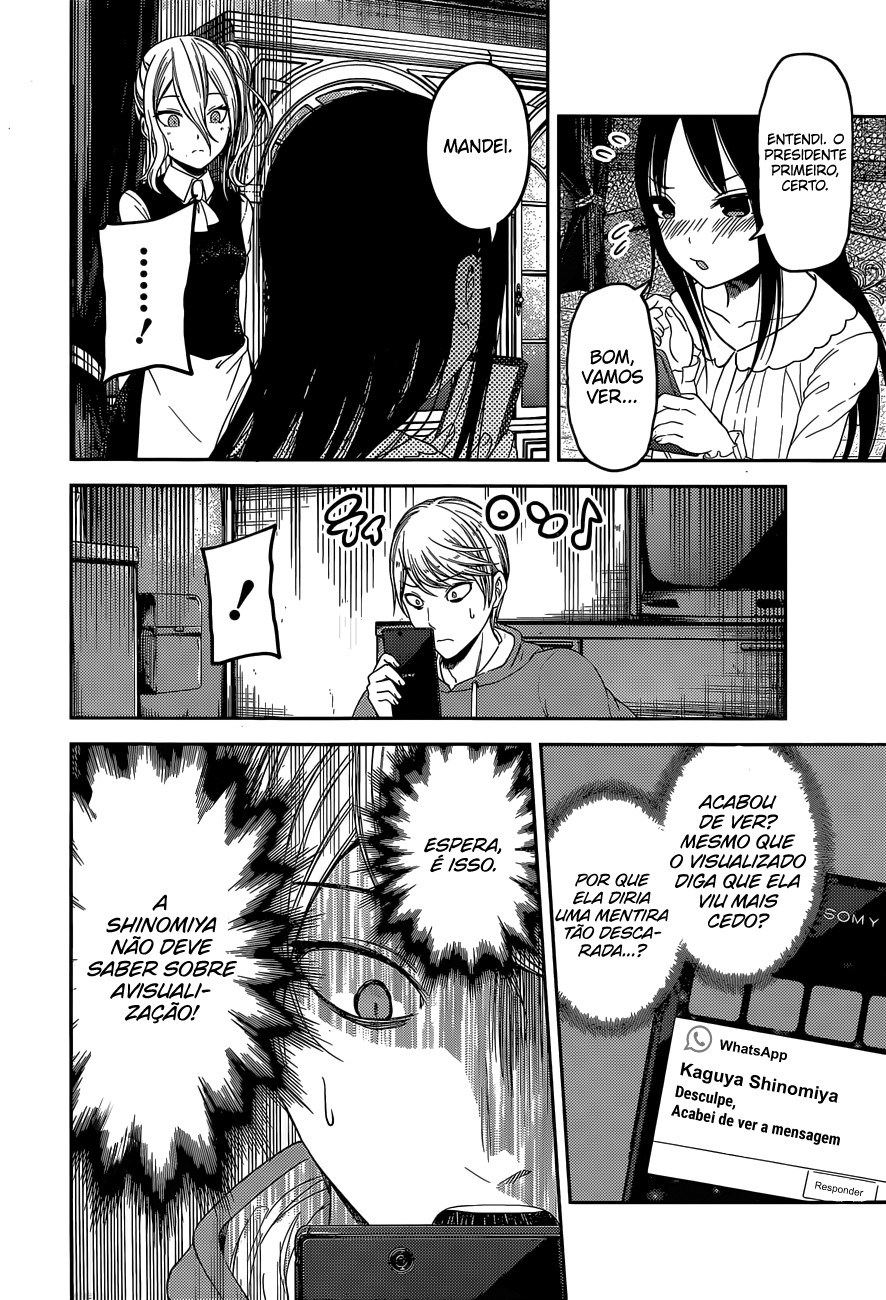 ENTENDI. O
PRESIDENTE
PRIMEIRO,
CERTO.
BOM,
VAMOS
VER...
MANDEI.
......!
!
SOMY
ACABOU
DE VER?
MESMO QUE
O VISUALIZADO
DIGA QUE ELA
VIU MAIS
CEDO?
POR QUE
ELA DIRIA
UMA MENTIRA
TÃO DESCA-
RADA...?
SOMY
WhatsApp
Kaguya Shinomiya
Desculpe,
Acabei de ver a mensagem
Responder
ESPERA,
É ISSO.
A
SHINOMIYA
NÃO DEVE
SABER SOBRE
AVISUALI-
ZAÇÃO!